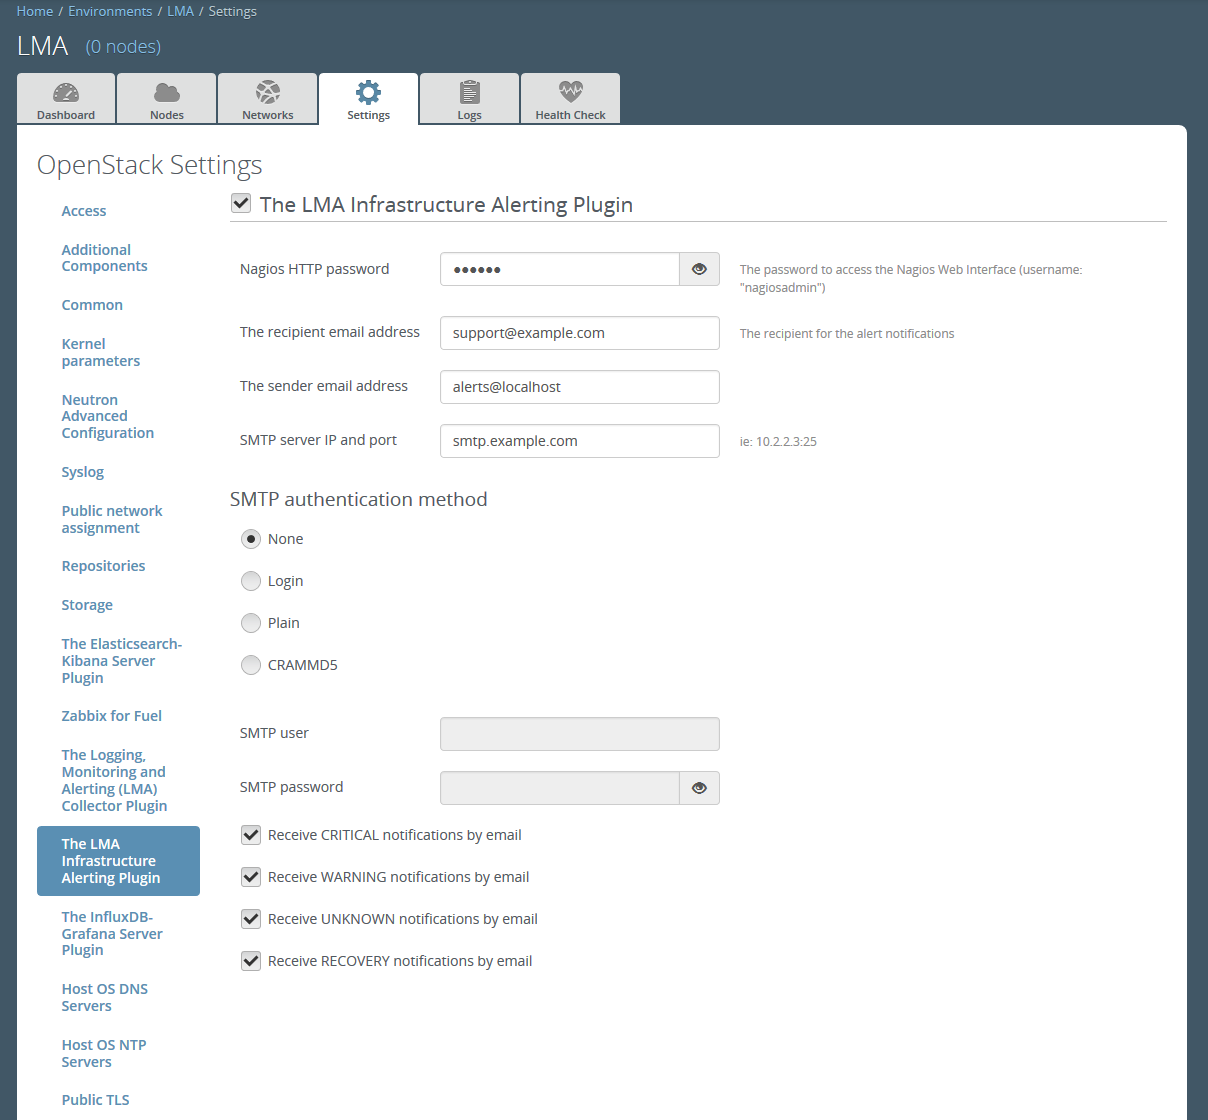 Home / Environments / LMA / Settings
LMA (0 nodes)
Dashboard
Nodes
Networks
Settings
Logs
Health Check
OpenStack Settings
Access
Additional
Components
Common
Kernel
parameters
Neutron
Advanced
Configuration
Syslog
Public network
assignment
Repositories
Storage
The Elasticsearch-
Kibana Server
Plugin
Zabbix for Fuel
The Logging,
Monitoring and
Alerting (LMA)
Collector Plugin
The LMA
Infrastructure
Alerting Plugin
The InfluxDB-
Grafana Server
Plugin
Host OS DNS
Servers
Host OS NTP
Servers
Public TLS
The LMA Infrastructure Alerting Plugin
Nagios HTTP password
••••••
The password to access the Nagios Web Interface (username:
"nagiosadmin")
The recipient email address
support@example.com
The recipient for the alert notifications
The sender email address
alerts@localhost
SMTP server IP and port
smtp.example.com
ie: 10.2.2.3:25
SMTP authentication method
None
Login
Plain
CRAMMD5
SMTP user
SMTP password
Receive CRITICAL notifications by email
Receive WARNING notifications by email
Receive UNKNOWN notifications by email
Receive RECOVERY notifications by email